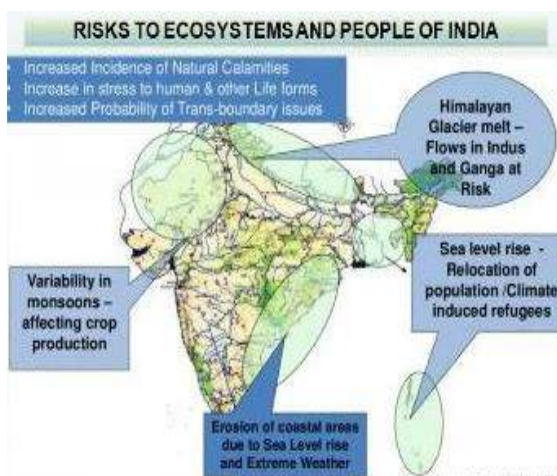 RISKS TO ECOSYSTEMS AND PEOPLE OF INDIA
• Increased Incidence of Natural Calamities
• Increase in stress to human & other Life forms
• Increased Probability of Trans-boundary issues
Himalayan
Glacier melt –
Flows in Indus
and Ganga at
Risk
Variability in
monsoons –
affecting crop
production
Sea level rise -
Relocation of
population /Climate
induced refugees
Erosion of coastal areas
due to Sea Level rise
and Extreme Weather